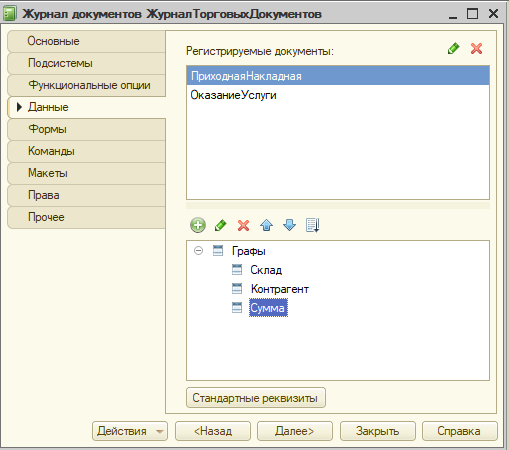 Журнал документов ЖурналТорговыхДокументов
Основные
Подсистемы
Функциональные опции
Данные
Формы
Команды
Макеты
Права
Прочее
Регистрируемые документы:
ПриходнаяНакладная
ОказаниеУслуги
Графы
Склад
Контрагент
Сумма
Стандартные реквизиты
Действия
<Назад
Далее>
Закрыть
Справка